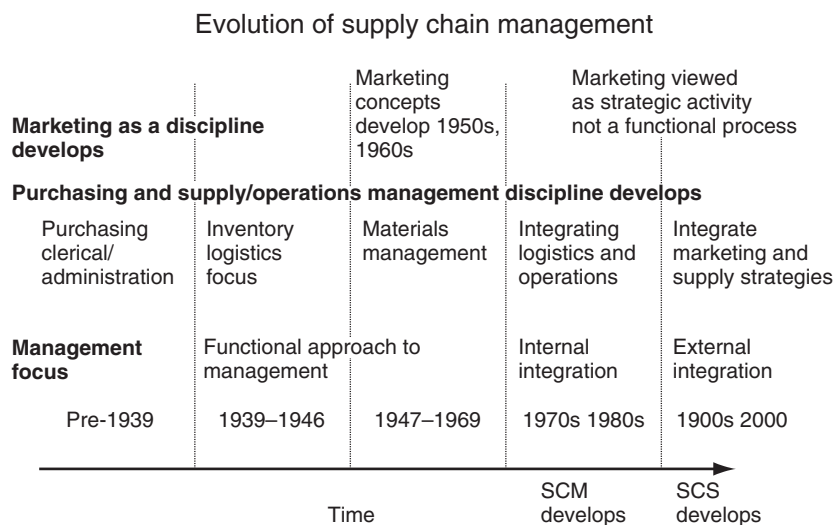 Evolution of supply chain management
Marketing
concepts
develop 1950s,
1960s
Marketing viewed
as strategic activity
not a functional process
Marketing as a discipline
develops
Purchasing and supply/operations management discipline develops
Purchasing
clerical/
administration
Inventory
logistics
focus
Materials
management
Integrating
logistics and
operations
Integrate
marketing and
supply strategies
Management
focus
Functional approach to
management
Internal
integration
External
integration
Pre-1939
1939–1946
1947–1969
1970s 1980s
1900s 2000
Time
SCM
develops
SCS
develops